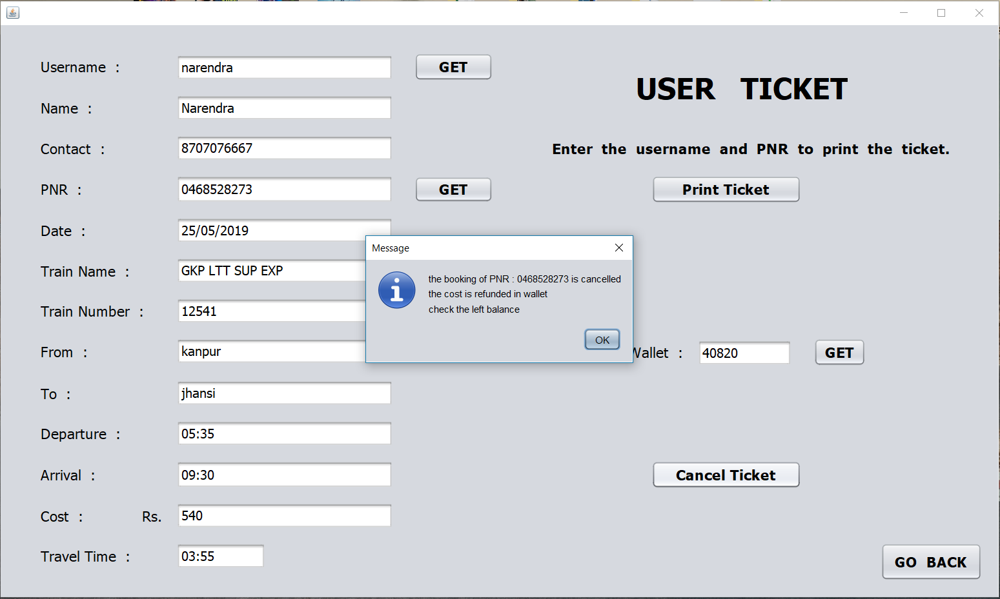 Username : narendra GET
USER TICKET
Name : Narendra
Contact : 8707076667
Enter the username and PNR to print the ticket.
PNR : 0468528273 GET Print Ticket
Date : 25/05/2019
Message
Train Name : GKP LTT SUP EXP
the booking of PNR : 0468528273 is cancelled
the cost is refunded in wallet
check the left balance
OK
Train Number : 12541
From : kanpur
Wallet : 40820 GET
To : jhansi
Departure : 05:35
Arrival : 09:30 Cancel Ticket
Cost : Rs. 540
Travel Time : 03:55
GO BACK